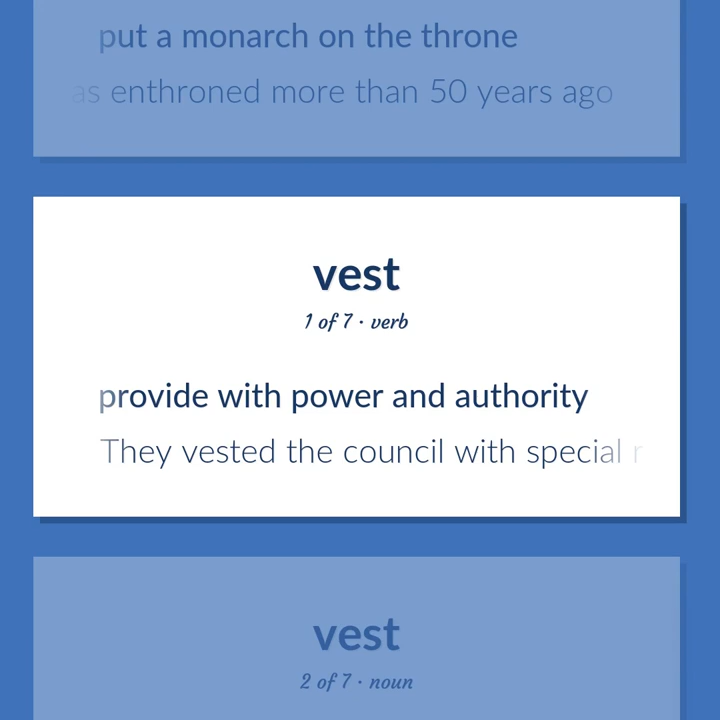 put a monarch on the throne
as enthroned more than 50 years ago
vest
1 of 7 · verb
provide with power and authority
They vested the council with special
vest
2 of 7 · noun